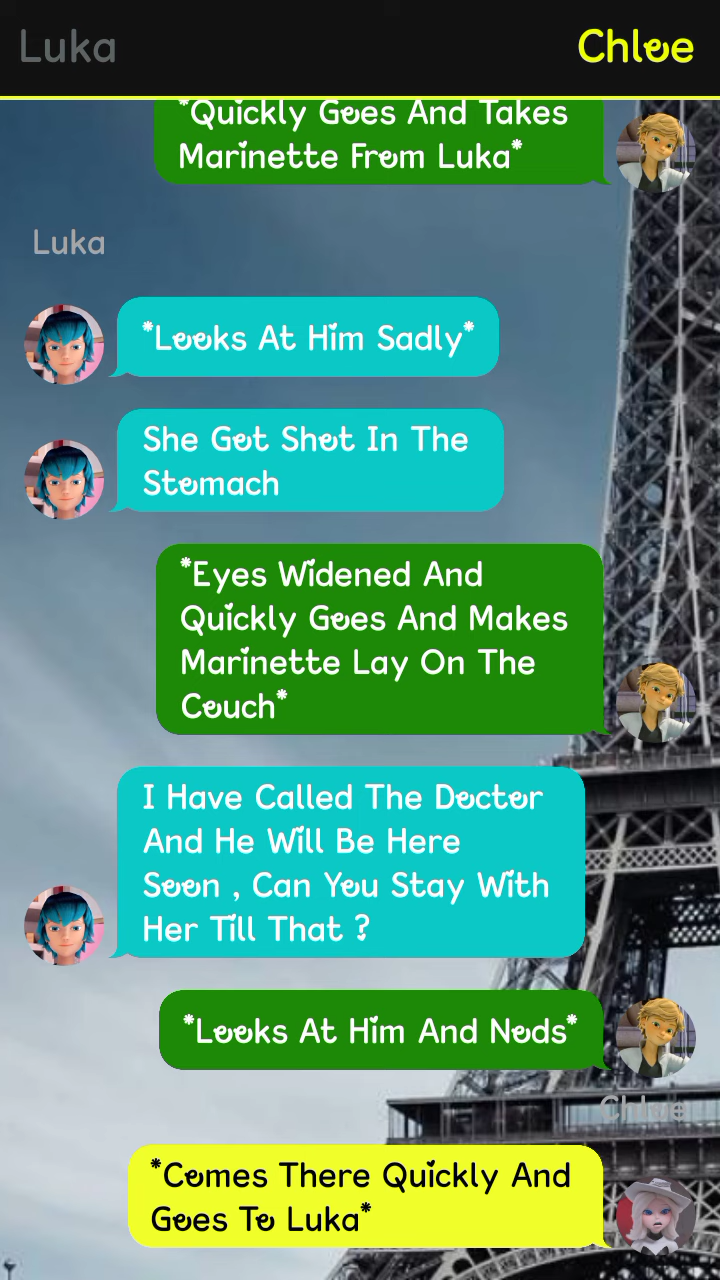 Luka
Chloe
*Quickly Goes And Takes
Marinette From Luka*
Luka
*Looks At Him Sadly*
She Got Shot In The
Stomach
*Eyes Widened And
Quickly Goes And Makes
Marinette Lay On The
Couch*
I Have Called The Doctor
And He Will Be Here
Soon , Can You Stay With
Her Till That ?
*Looks At Him And Nods*
Chloe
*Comes There Quickly And
Goes To Luka*